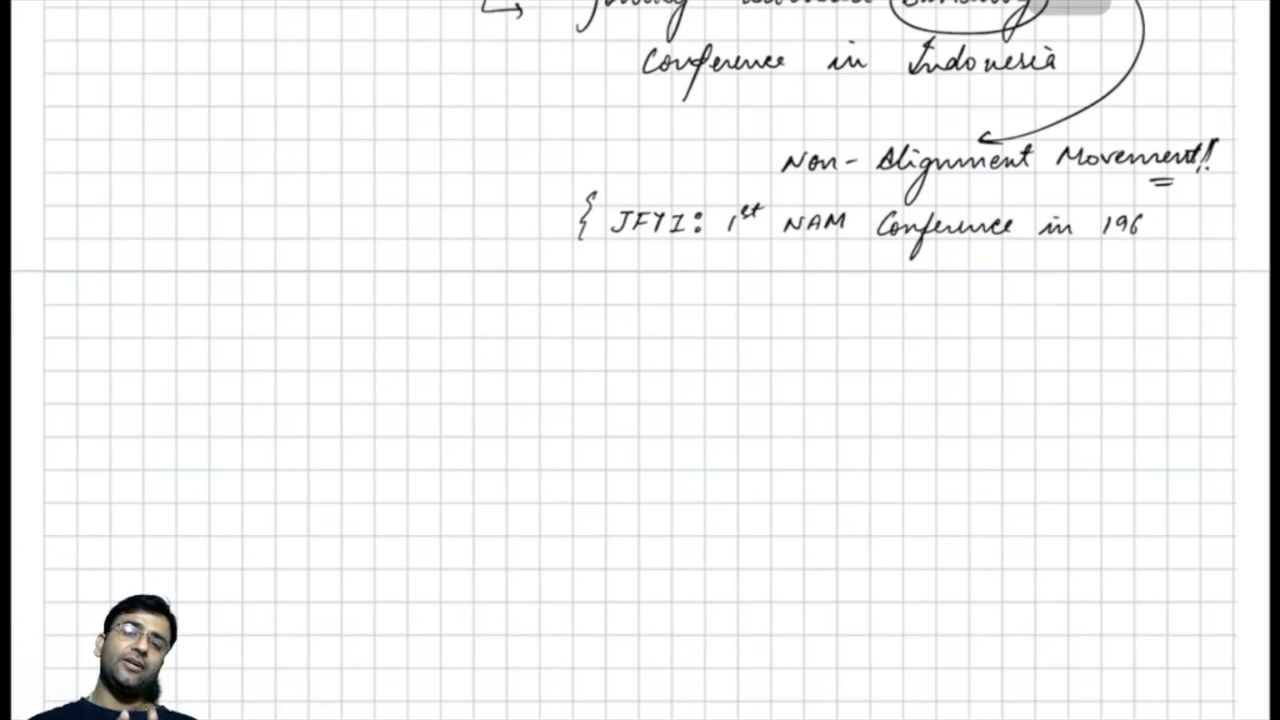 Conference in Indonesia
Non-Alignment Movement!!
{ JFYI: 1st NAM Conference in 196